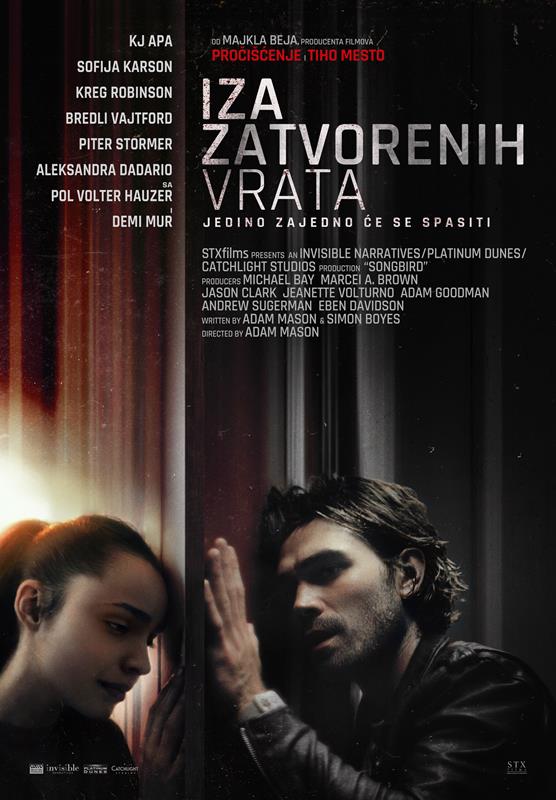 KJ APA
SOFIJA KARSON
KREG ROBINSON
BREDLI VAJTFORD
PITER STORMER
ALEKSANDRA DADARIO
SA
POL VOLTER HAUZER
I
DEMI MUR
OD MAJKLA BEJA, PRODUCENTA FILMOVA
PROČIŠĆENJE I TIHO MESTO
IZA
ZATVORENIH
VRATA
JEDINO ZAJEDNO ĆE SE SPASITI
STXfilms PRESENTS AN INVISIBLE NARRATIVES/PLATINUM DUNES/
CATCHLIGHT STUDIOS PRODUCTION “SONGBIRD”
PRODUCERS MICHAEL BAY MARCEI A. BROWN
JASON CLARK JEANETTE VOLTURNO ADAM GOODMAN
ANDREW SUGERMAN EBEN DAVIDSON
WRITTEN BY ADAM MASON & SIMON BOYES
DIRECTED BY ADAM MASON
invisible
PLATINUM
DUNES
CATCHLIGHT
STUDIOS
STX